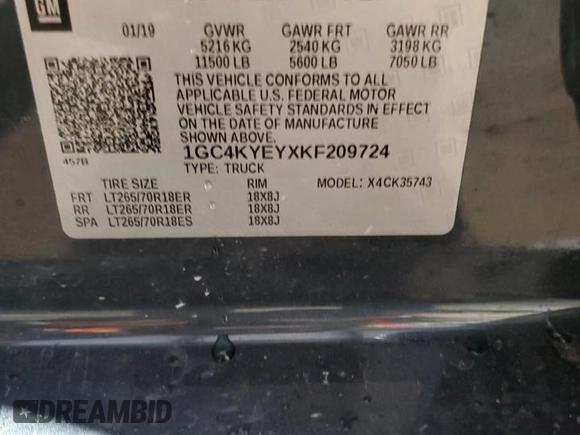 GM
01/19 GVWR GAWR FRT GAWR RR
5216 KG 2540 KG 3198 KG
11500 LB 5600 LB 7050 LB
THIS VEHICLE CONFORMS TO ALL
APPLICABLE U.S. FEDERAL MOTOR
VEHICLE SAFETY STANDARDS IN EFFECT
ON THE DATE OF MANUFACTURE
SHOWN ABOVE.
457B
1GC4KYEYXKF209724
TYPE: TRUCK
TIRE SIZE RIM MODEL: X4CK35743
FRT LT265/70R18ER 18X8J
RR LT265/70R18ER 18X8J
SPA LT265/70R18ES 18X8J
DREAMBID